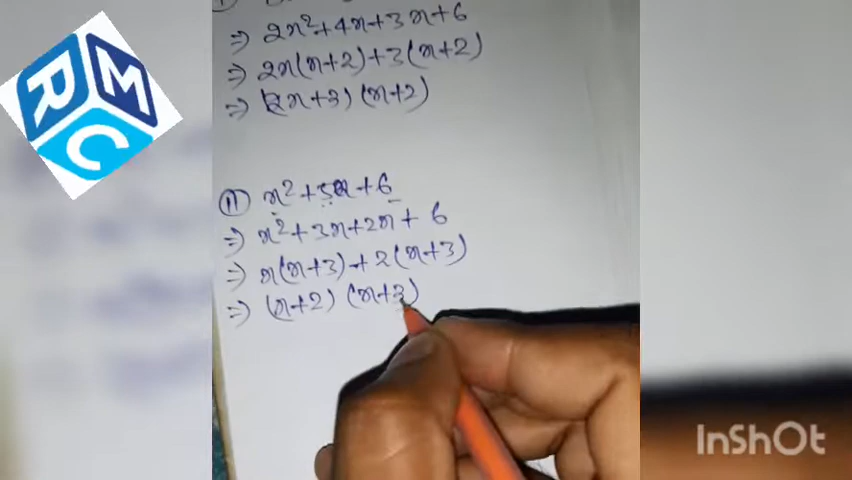 ⇒ 2x²+4x+3x+6
⇒ 2x(x+2)+3(x+2)
⇒ (2x+3)(x+2)
R M C
(II) x²+5x+6
⇒ x²+3x+2x+6
⇒ x(x+3)+2(x+3)
⇒ (x+2)(x+3)
InShOt